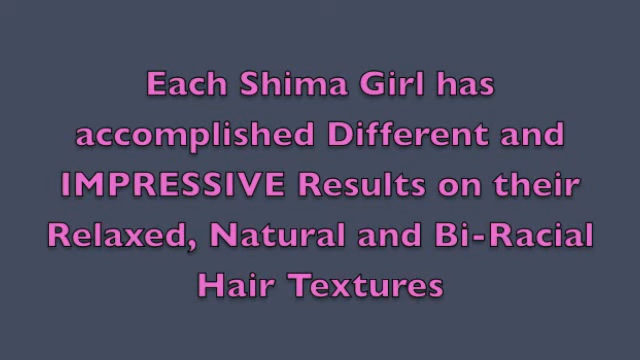 Each Shima Girl has
accomplished Different and
IMPRESSIVE Results on their
Relaxed, Natural and Bi-Racial
Hair Textures